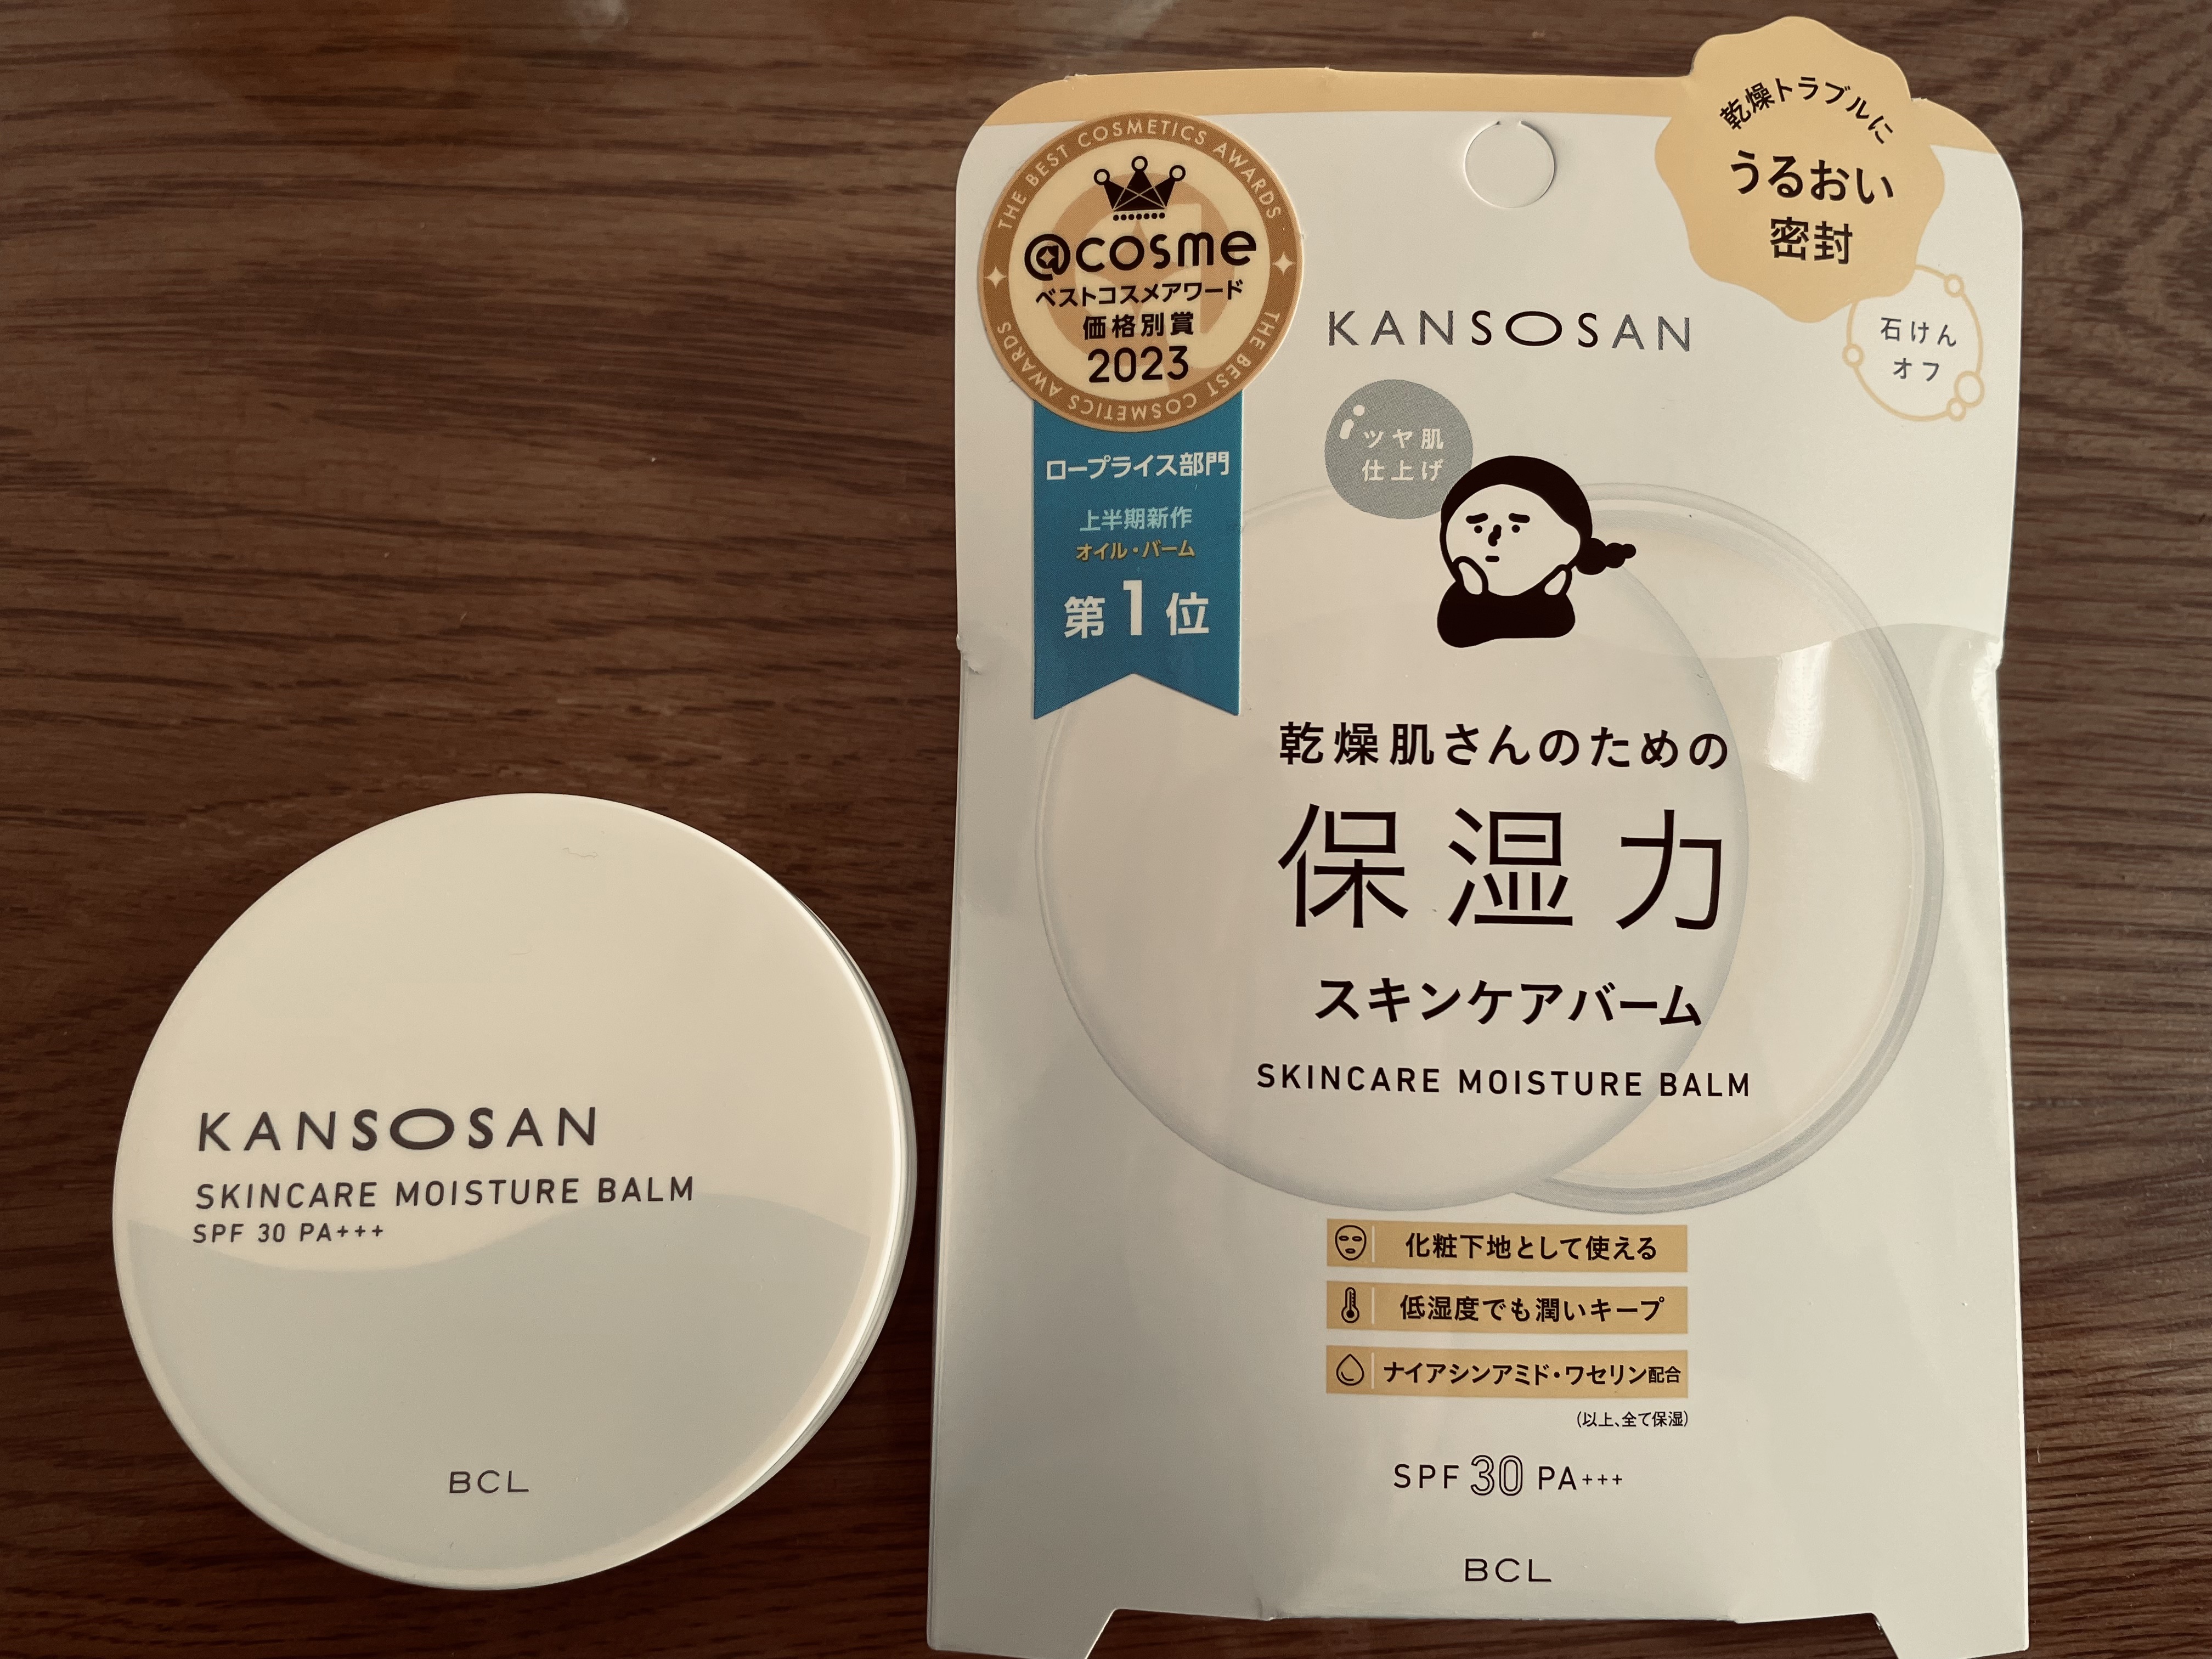 KANSOSAN
SKINCARE MOISTURE BALM
SPF 30 PA+++
BCL
THE BEST COSMETICS AWARDS
@cosme
ベストコスメアワード
価格別賞
2023
THE BEST COSMETICS AWARDS
ロープライス部門
上半期新作
オイル・バーム
第1位
乾燥トラブルに
うるおい
密封
石けん
オフ
KANSOSAN
ツヤ肌
仕上げ
乾燥肌さんのための
保湿力
スキンケアバーム
SKINCARE MOISTURE BALM
化粧下地として使える
低湿度でも潤いキープ
ナイアシンアミド・ワセリン配合
(以上、全て保湿)
SPF 30 PA+++
BCL